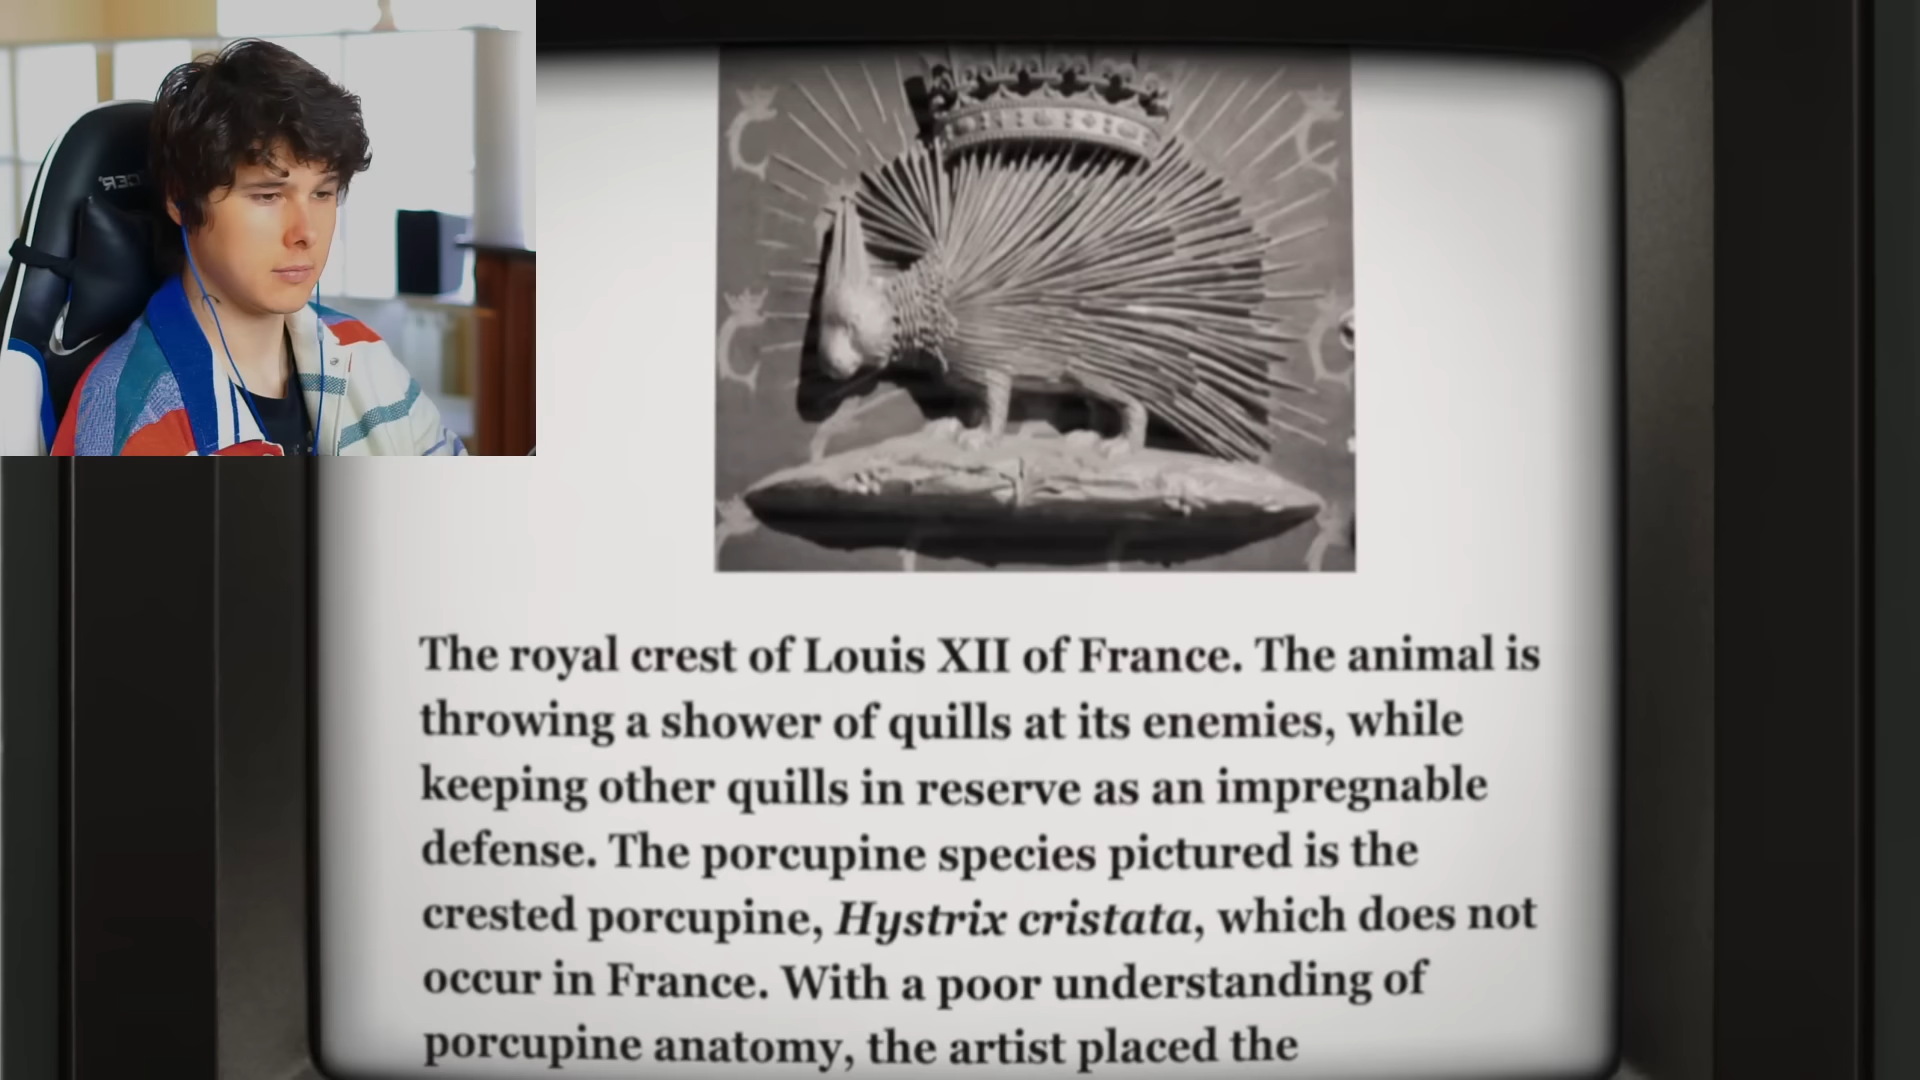 The royal crest of Louis XII of France. The animal is
throwing a shower of quills at its enemies, while
keeping other quills in reserve as an impregnable
defense. The porcupine species pictured is the
crested porcupine, Hystrix cristata, which does not
occur in France. With a poor understanding of
porcupine anatomy, the artist placed the